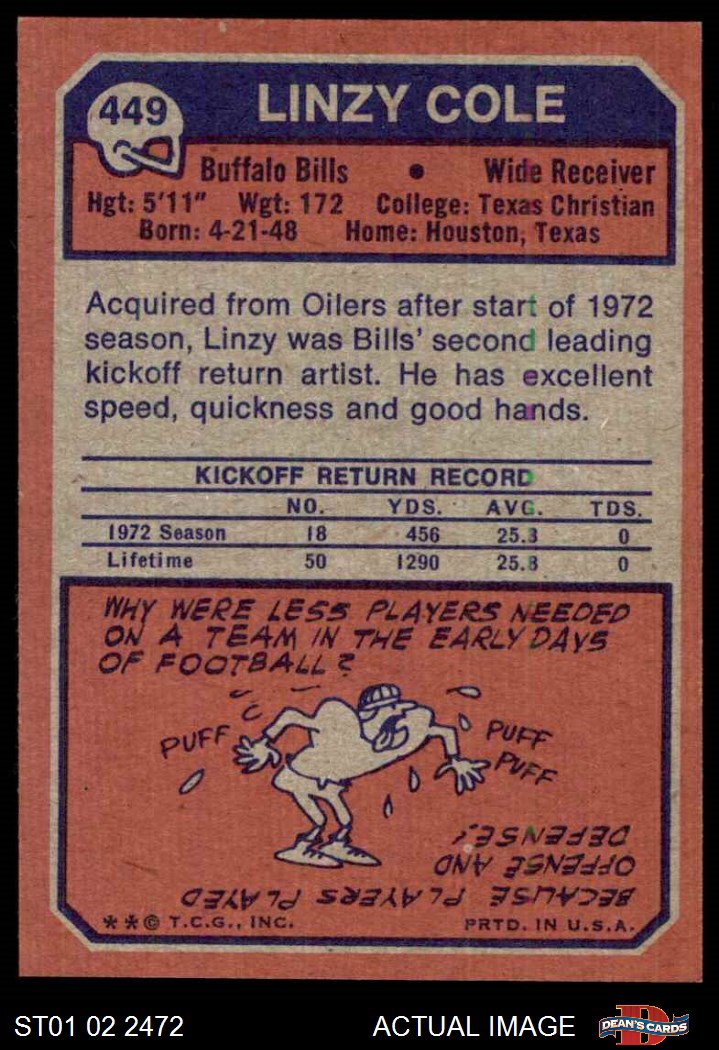 449
LINZY COLE
Buffalo Bills • Wide Receiver
Hgt: 5'11" Wgt: 172 College: Texas Christian
Born: 4-21-48 Home: Houston, Texas
Acquired from Oilers after start of 1972
season, Linzy was Bills' second leading
kickoff return artist. He has excellent
speed, quickness and good hands.
KICKOFF RETURN RECORD
NO. YDS. AVG. TDS.
1972 Season 18 456 25.3 0
Lifetime 50 1290 25.8 0
WHY WERE LESS PLAYERS NEEDED
ON A TEAM IN THE EARLY DAYS
OF FOOTBALL?
PUFF
PUFF
PUFF
BECAUSE PLAYERS PLAYED
OFFENSE AND
DEFENSE!
**© T.C.G., INC. PRTD. IN U.S.A.
ST01 02 2472 ACTUAL IMAGE
DEAN'S CARDS